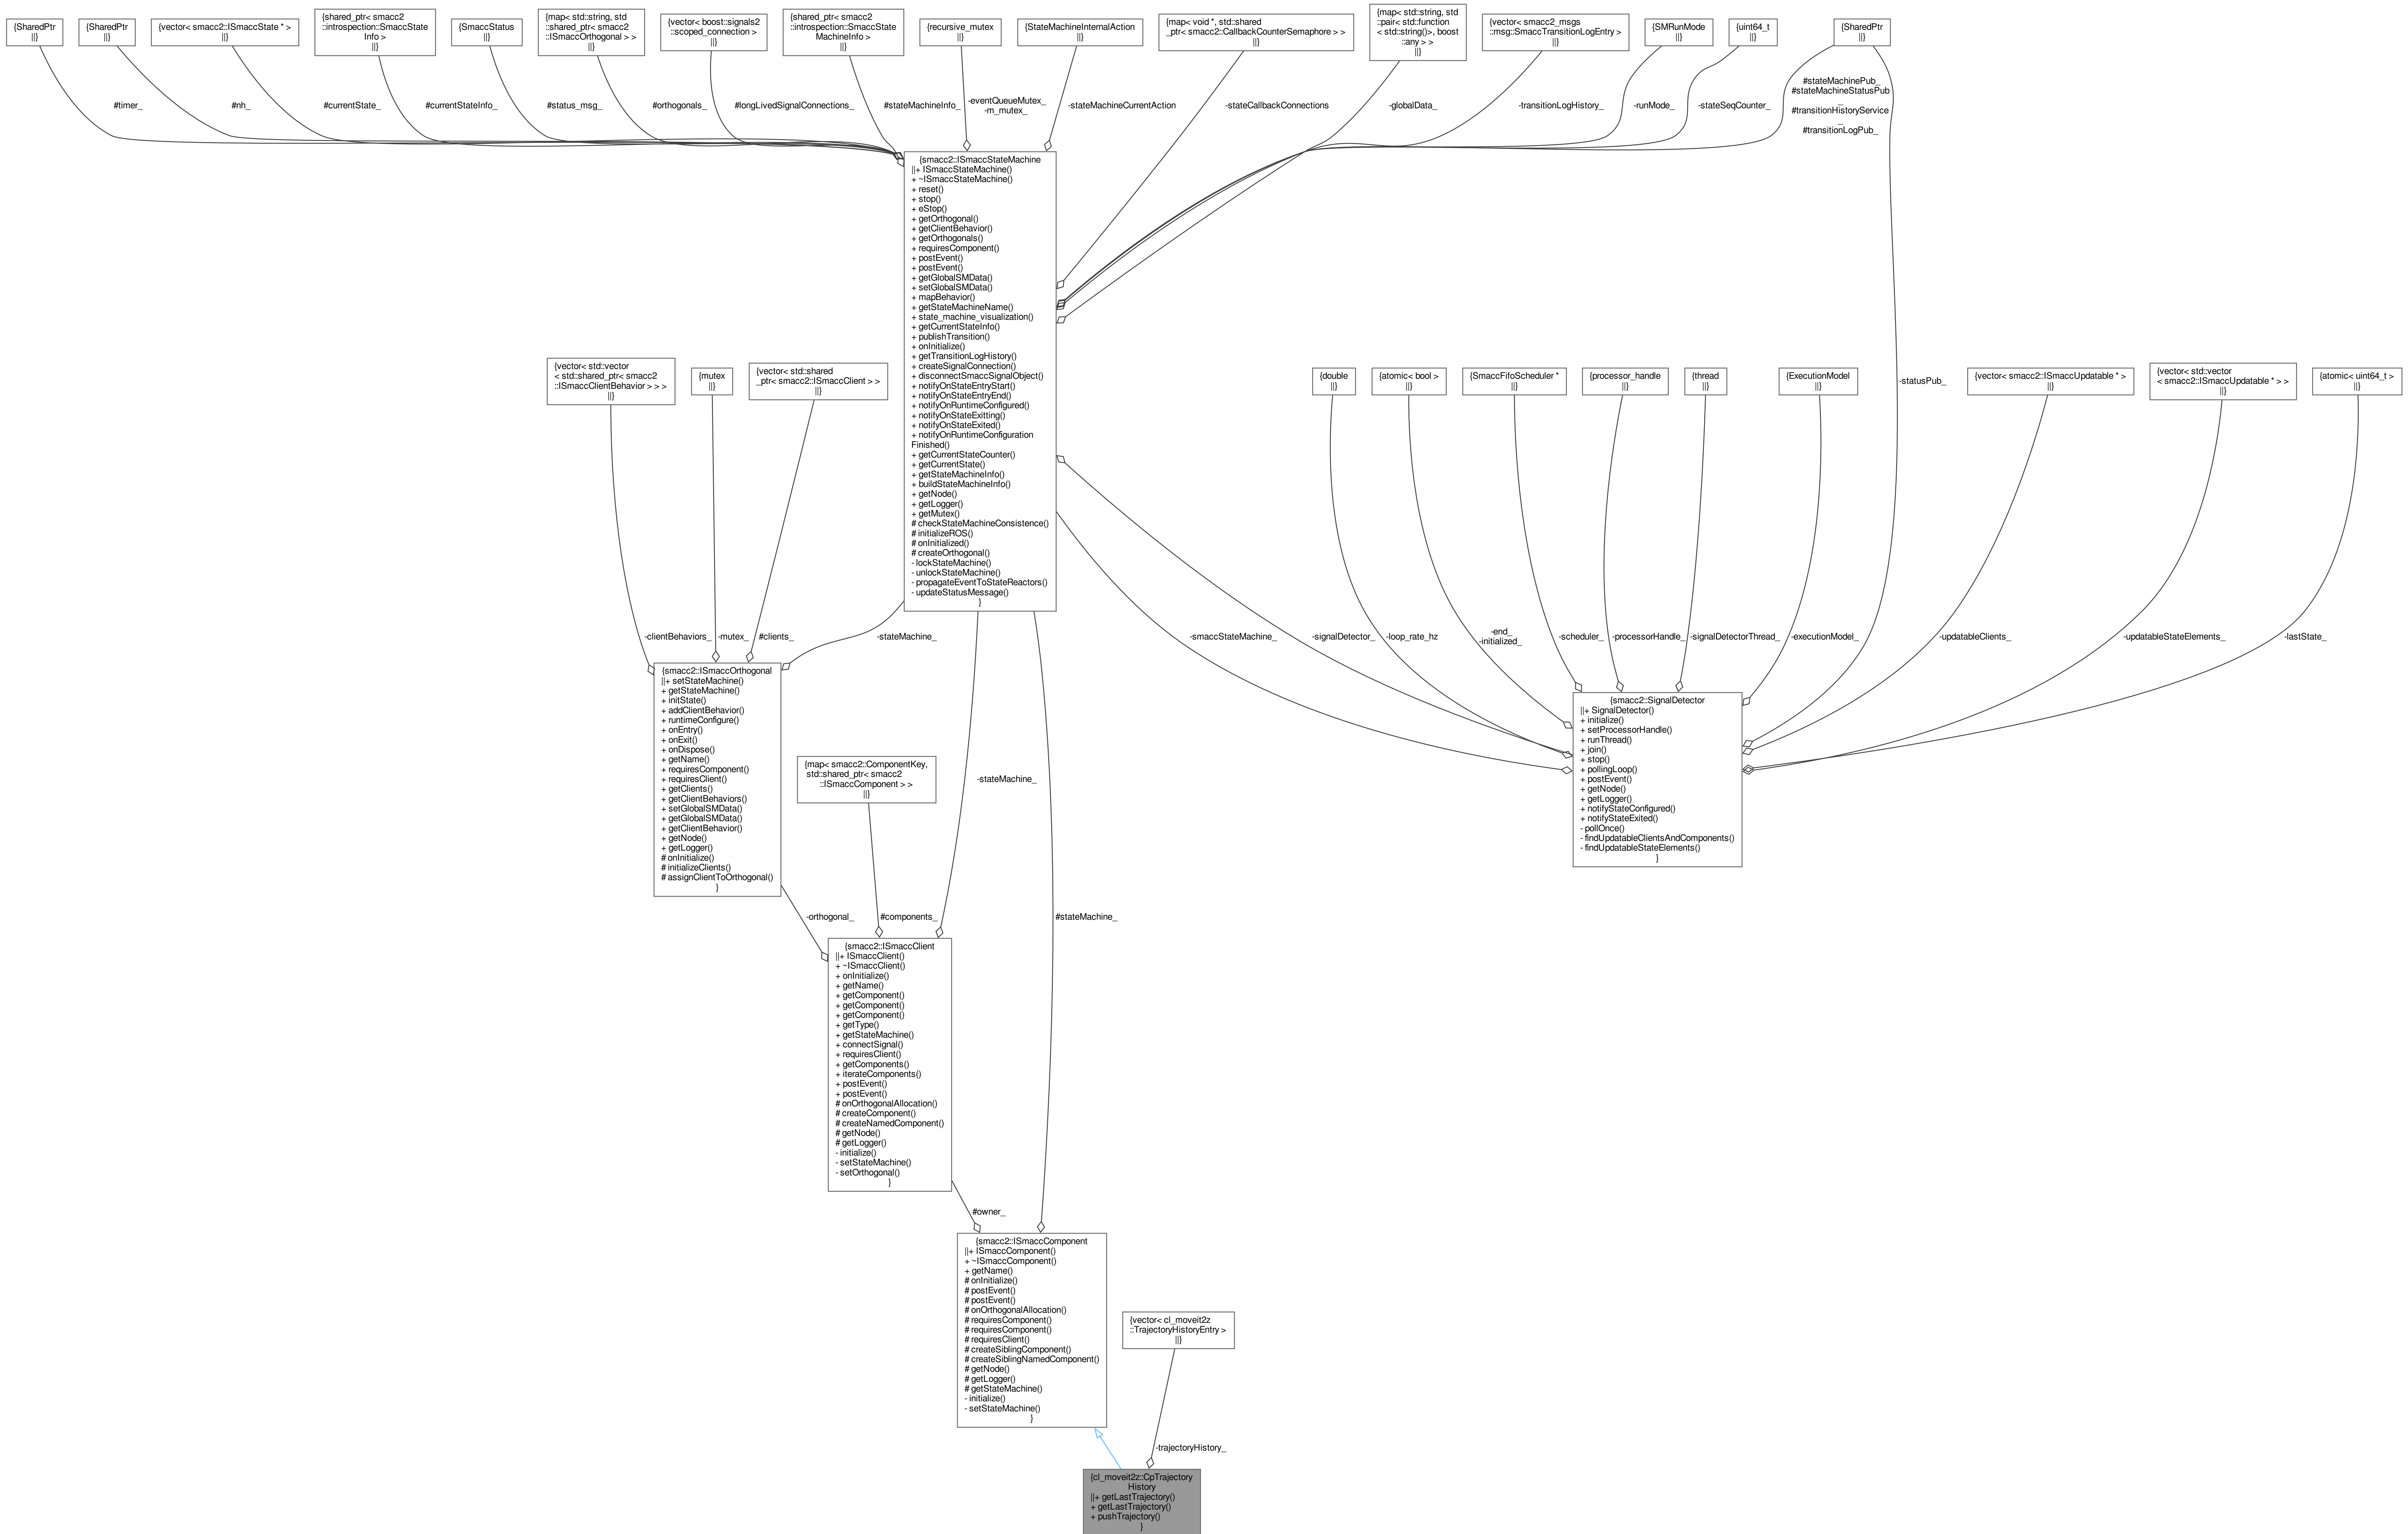 {SharedPtr
||}
{SharedPtr
||}
{vector< smacc2::ISmaccState * >
||}
{shared_ptr< smacc2
::introspection::SmaccState
Info >
||}
{SmaccStatus
||}
{map< std::string, std
::shared_ptr< smacc2
::ISmaccOrthogonal > >
||}
{vector< boost::signals2
::scoped_connection >
||}
{shared_ptr< smacc2
::introspection::SmaccState
MachineInfo >
||}
{recursive_mutex
||}
{StateMachineInternalAction
||}
{map< void *, std::shared
_ptr< smacc2::CallbackCounterSemaphore > >
||}
{map< std::string, std
::pair< std::function
< std::string()>, boost
::any > >
||}
{vector< smacc2_msgs
::msg::SmaccTransitionLogEntry >
||}
{SMRunMode
||}
{uint64_t
||}
{SharedPtr
||}
#timer_
#nh_
#currentState_
#currentStateInfo_
#status_msg_
#orthogonals_
#longLivedSignalConnections_
#stateMachineInfo_
-eventQueueMutex_
-m_mutex_
-stateMachineCurrentAction
-stateCallbackConnections
-globalData_
-transitionLogHistory_
-runMode_
-stateSeqCounter_
#stateMachinePub_
#stateMachineStatusPub
_
#transitionHistoryService
_
#transitionLogPub_
{smacc2::ISmaccStateMachine
||+ ISmaccStateMachine()
+ ~ISmaccStateMachine()
+ reset()
+ stop()
+ eStop()
+ getOrthogonal()
+ getClientBehavior()
+ getOrthogonals()
+ requiresComponent()
+ postEvent()
+ postEvent()
+ getGlobalSMData()
+ setGlobalSMData()
+ mapBehavior()
+ getStateMachineName()
+ state_machine_visualization()
+ getCurrentStateInfo()
+ publishTransition()
+ onInitialize()
+ getTransitionLogHistory()
+ createSignalConnection()
+ disconnectSmaccSignalObject()
+ notifyOnStateEntryStart()
+ notifyOnStateEntryEnd()
+ notifyOnRuntimeConfigured()
+ notifyOnStateExitting()
+ notifyOnStateExited()
+ notifyOnRuntimeConfiguration
Finished()
+ getCurrentStateCounter()
+ getCurrentState()
+ getStateMachineInfo()
+ buildStateMachineInfo()
+ getNode()
+ getLogger()
+ getMutex()
# checkStateMachineConsistence()
# initializeROS()
# onInitialized()
# createOrthogonal()
- lockStateMachine()
- unlockStateMachine()
- propagateEventToStateReactors()
- updateStatusMessage()
}
{vector< std::vector
< std::shared_ptr< smacc2
::ISmaccClientBehavior > > >
||}
{mutex
||}
{vector< std::shared
_ptr< smacc2::ISmaccClient > >
||}
{double
||}
{atomic< bool >
||}
{SmaccFifoScheduler *
||}
{processor_handle
||}
{thread
||}
{ExecutionModel
||}
-statusPub_
{vector< smacc2::ISmaccUpdatable * >
||}
{vector< std::vector
< smacc2::ISmaccUpdatable * > >
||}
{atomic< uint64_t >
||}
-clientBehaviors_
-mutex_
#clients_
-stateMachine_
-smaccStateMachine_
-signalDetector_
-loop_rate_hz
-end_
-initialized_
-scheduler_
-processorHandle_
-signalDetectorThread_
-executionModel_
-updatableClients_
-updatableStateElements_
-lastState_
{smacc2::ISmaccOrthogonal
||+ setStateMachine()
+ getStateMachine()
+ initState()
+ addClientBehavior()
+ runtimeConfigure()
+ onEntry()
+ onExit()
+ onDispose()
+ getName()
+ requiresComponent()
+ requiresClient()
+ getClients()
+ getClientBehaviors()
+ setGlobalSMData()
+ getGlobalSMData()
+ getClientBehavior()
+ getNode()
+ getLogger()
# onInitialize()
# initializeClients()
# assignClientToOrthogonal()
}
{smacc2::SignalDetector
||+ SignalDetector()
+ initialize()
+ setProcessorHandle()
+ runThread()
+ join()
+ stop()
+ pollingLoop()
+ postEvent()
+ getNode()
+ getLogger()
+ notifyStateConfigured()
+ notifyStateExited()
- pollOnce()
- findUpdatableClientsAndComponents()
- findUpdatableStateElements()
}
{map< smacc2::ComponentKey,
std::shared_ptr< smacc2
::ISmaccComponent > >
||}
-stateMachine_
-orthogonal_
#components_
#stateMachine_
{smacc2::ISmaccClient
||+ ISmaccClient()
+ ~ISmaccClient()
+ onInitialize()
+ getName()
+ getComponent()
+ getComponent()
+ getComponent()
+ getType()
+ getStateMachine()
+ connectSignal()
+ requiresClient()
+ getComponents()
+ iterateComponents()
+ postEvent()
+ postEvent()
# onOrthogonalAllocation()
# createComponent()
# createNamedComponent()
# getNode()
# getLogger()
- initialize()
- setStateMachine()
- setOrthogonal()
}
#owner_
{smacc2::ISmaccComponent
||+ ISmaccComponent()
+ ~ISmaccComponent()
+ getName()
# onInitialize()
# postEvent()
# postEvent()
# onOrthogonalAllocation()
# requiresComponent()
# requiresComponent()
# requiresClient()
# createSiblingComponent()
# createSiblingNamedComponent()
# getNode()
# getLogger()
# getStateMachine()
- initialize()
- setStateMachine()
}
{vector< cl_moveit2z
::TrajectoryHistoryEntry >
||}
-trajectoryHistory_
{cl_moveit2z::CpTrajectory
History
||+ getLastTrajectory()
+ getLastTrajectory()
+ pushTrajectory()
}